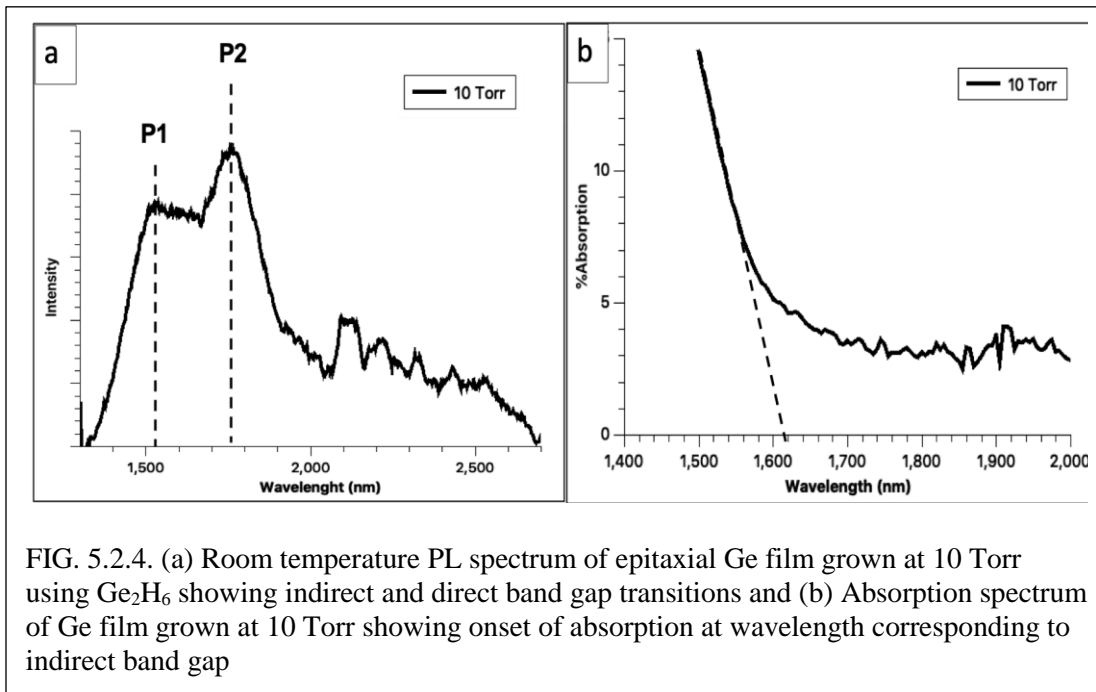 a
P2
10 Torr
P1
Intensity
1,500
2,000
2,500
Wavelenght (nm)
b
10 Torr
10
5
0
%Absorption
1,400
1,500
1,600
1,700
1,800
1,900
2,000
Wavelength (nm)
FIG. 5.2.4. (a) Room temperature PL spectrum of epitaxial Ge film grown at 10 Torr
using Ge₂H₆ showing indirect and direct band gap transitions and (b) Absorption spectrum
of Ge film grown at 10 Torr showing onset of absorption at wavelength corresponding to
indirect band gap